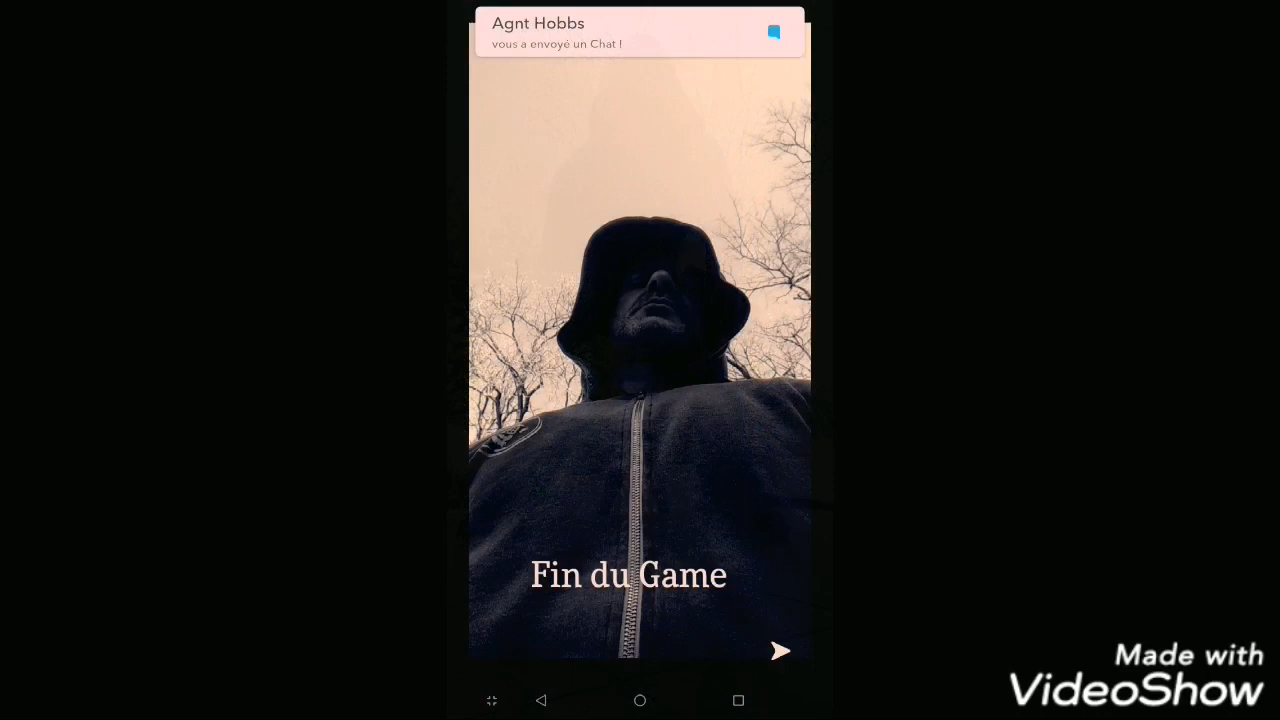 Agnt Hobbs
vous a envoyé un Chat !
Fin du Game
Made with
VideoShow